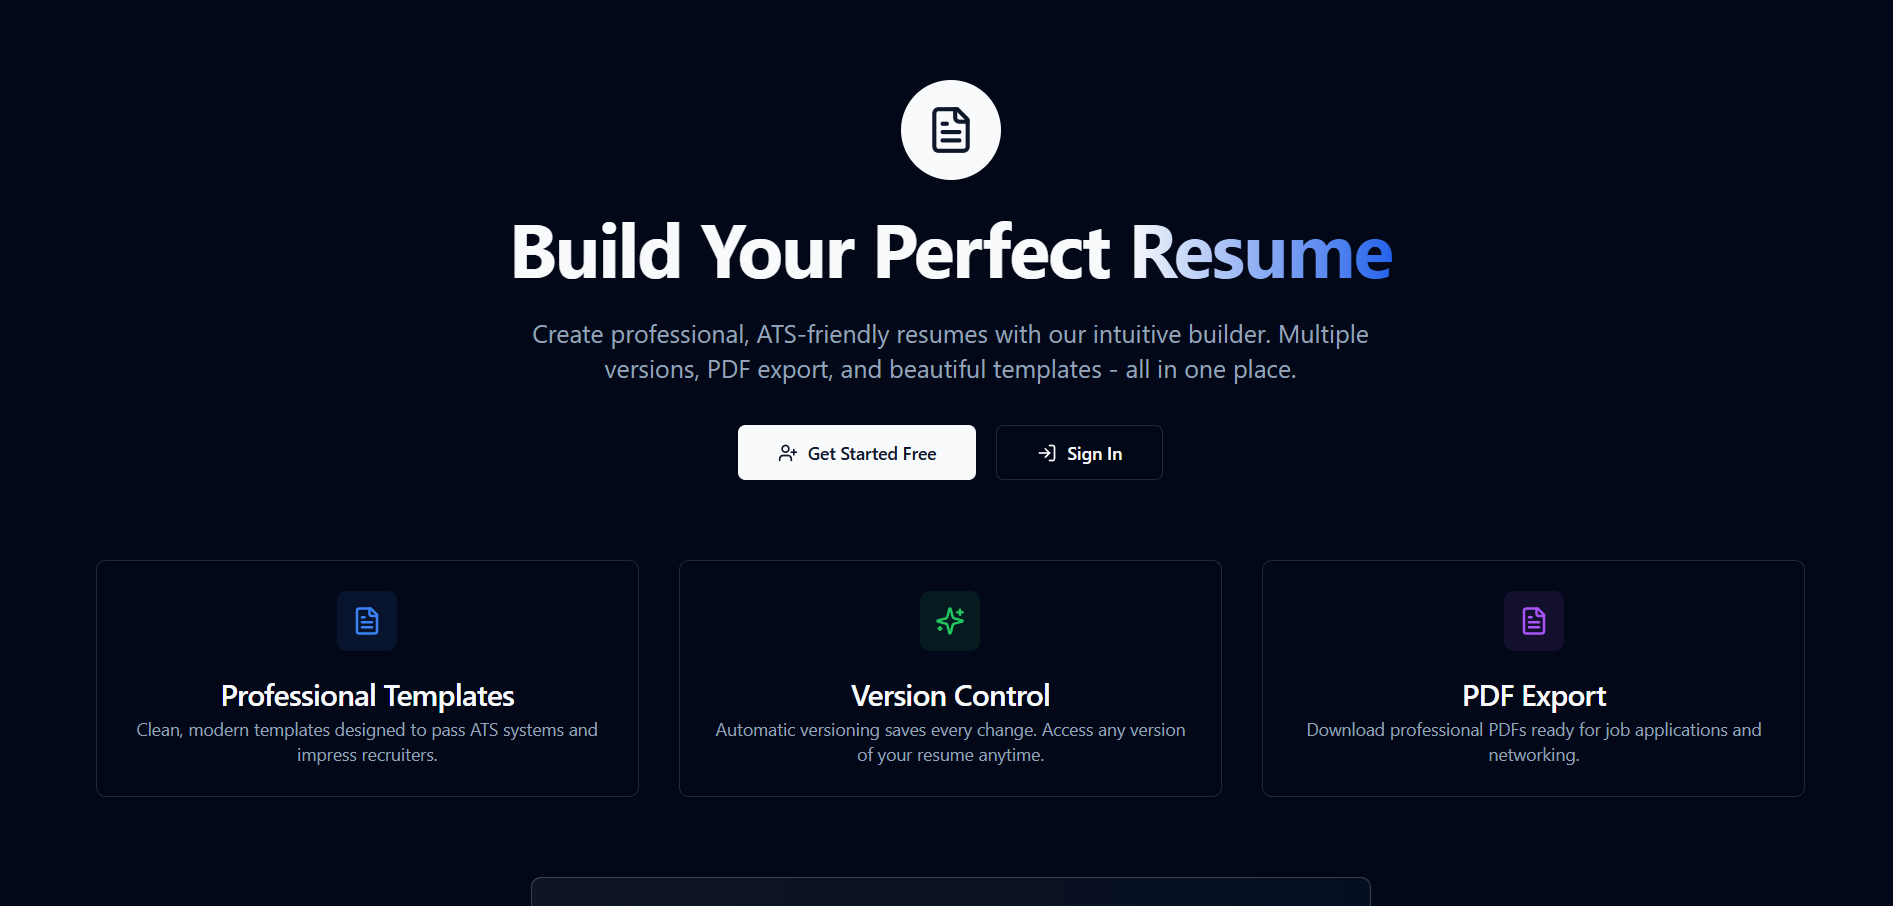 Build Your Perfect Resume
Create professional, ATS-friendly resumes with our intuitive builder. Multiple
versions, PDF export, and beautiful templates - all in one place.
Get Started Free
Sign In
Professional Templates
Clean, modern templates designed to pass ATS systems and
impress recruiters.
Version Control
Automatic versioning saves every change. Access any version
of your resume anytime.
PDF Export
Download professional PDFs ready for job applications and
networking.